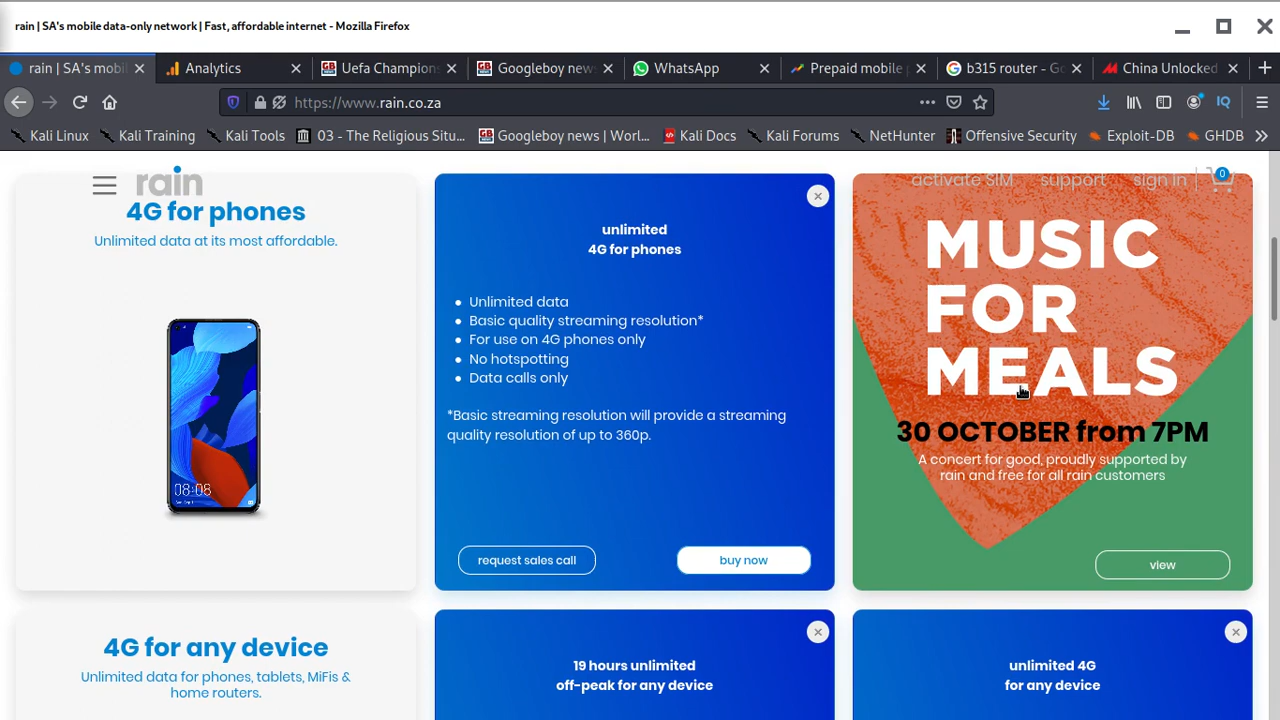 rain | SA's mobile data-only network | Fast, affordable internet - Mozilla Firefox
rain | SA's mobil
Analytics
Uefa Champion
Googleboy new
WhatsApp
Prepaid mobile
b315 router - Go
China Unlocked
https://www.rain.co.za
Kali Linux
Kali Training
Kali Tools
03 - The Religious Situ...
Googleboy news | Worl...
Kali Docs
Kali Forums
NetHunter
Offensive Security
Exploit-DB
GHDB
rain
activate SIM
support
sign in
0
4G for phones
Unlimited data at its most affordable.
08:08
unlimited
4G for phones
• Unlimited data
• Basic quality streaming resolution*
• For use on 4G phones only
• No hotspotting
• Data calls only
*Basic streaming resolution will provide a streaming
quality resolution of up to 360p.
request sales call
buy now
MUSIC
FOR
MEALS
30 OCTOBER from 7PM
A concert for good, proudly supported by
rain and free for all rain customers
view
4G for any device
Unlimited data for phones, tablets, MiFis &
home routers.
19 hours unlimited
off-peak for any device
unlimited 4G
for any device